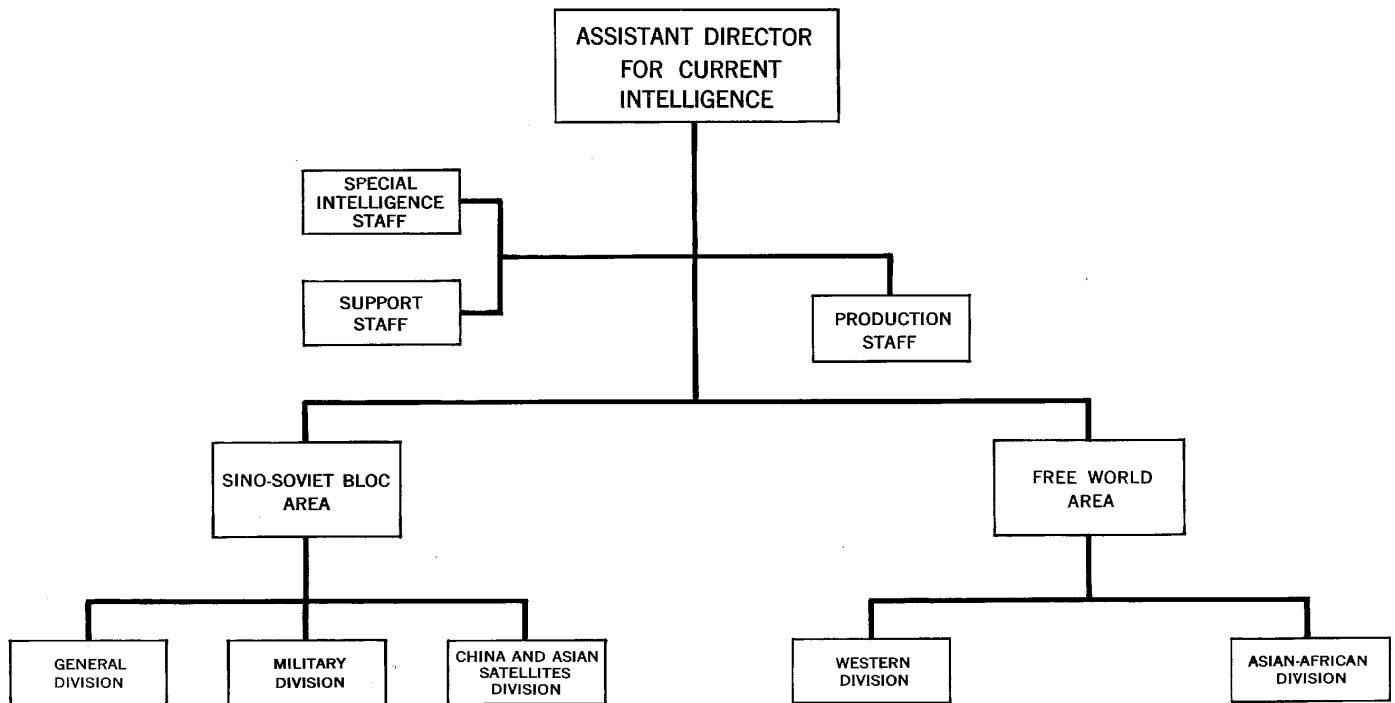 ASSISTANT DIRECTOR
FOR CURRENT
INTELLIGENCE
SPECIAL
INTELLIGENCE
STAFF
SUPPORT
STAFF
PRODUCTION
STAFF
SINO-SOVIET BLOC
AREA
FREE WORLD
AREA
GENERAL
DIVISION
MILITARY
DIVISION
CHINA AND ASIAN
SATELLITES
DIVISION
WESTERN
DIVISION
ASIAN-AFRICAN
DIVISION